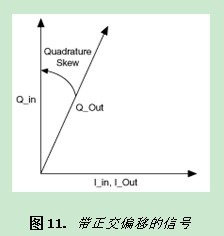 Quadrature
Skew
Q_in
Q_Out
I_in, I_Out
图11. 带正交偏移的信号